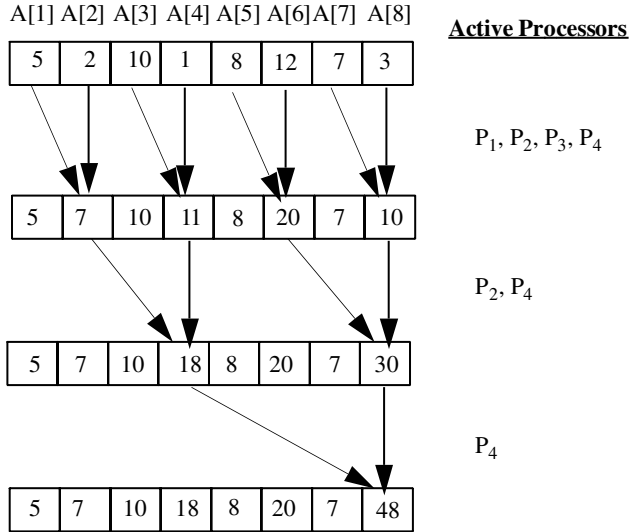 A[1] A[2] A[3] A[4] A[5] A[6] A[7] A[8]
Active Processors
5 2 10 1 8 12 7 3
P1, P2, P3, P4
5 7 10 11 8 20 7 10
P2, P4
5 7 10 18 8 20 7 30
P4
5 7 10 18 8 20 7 48